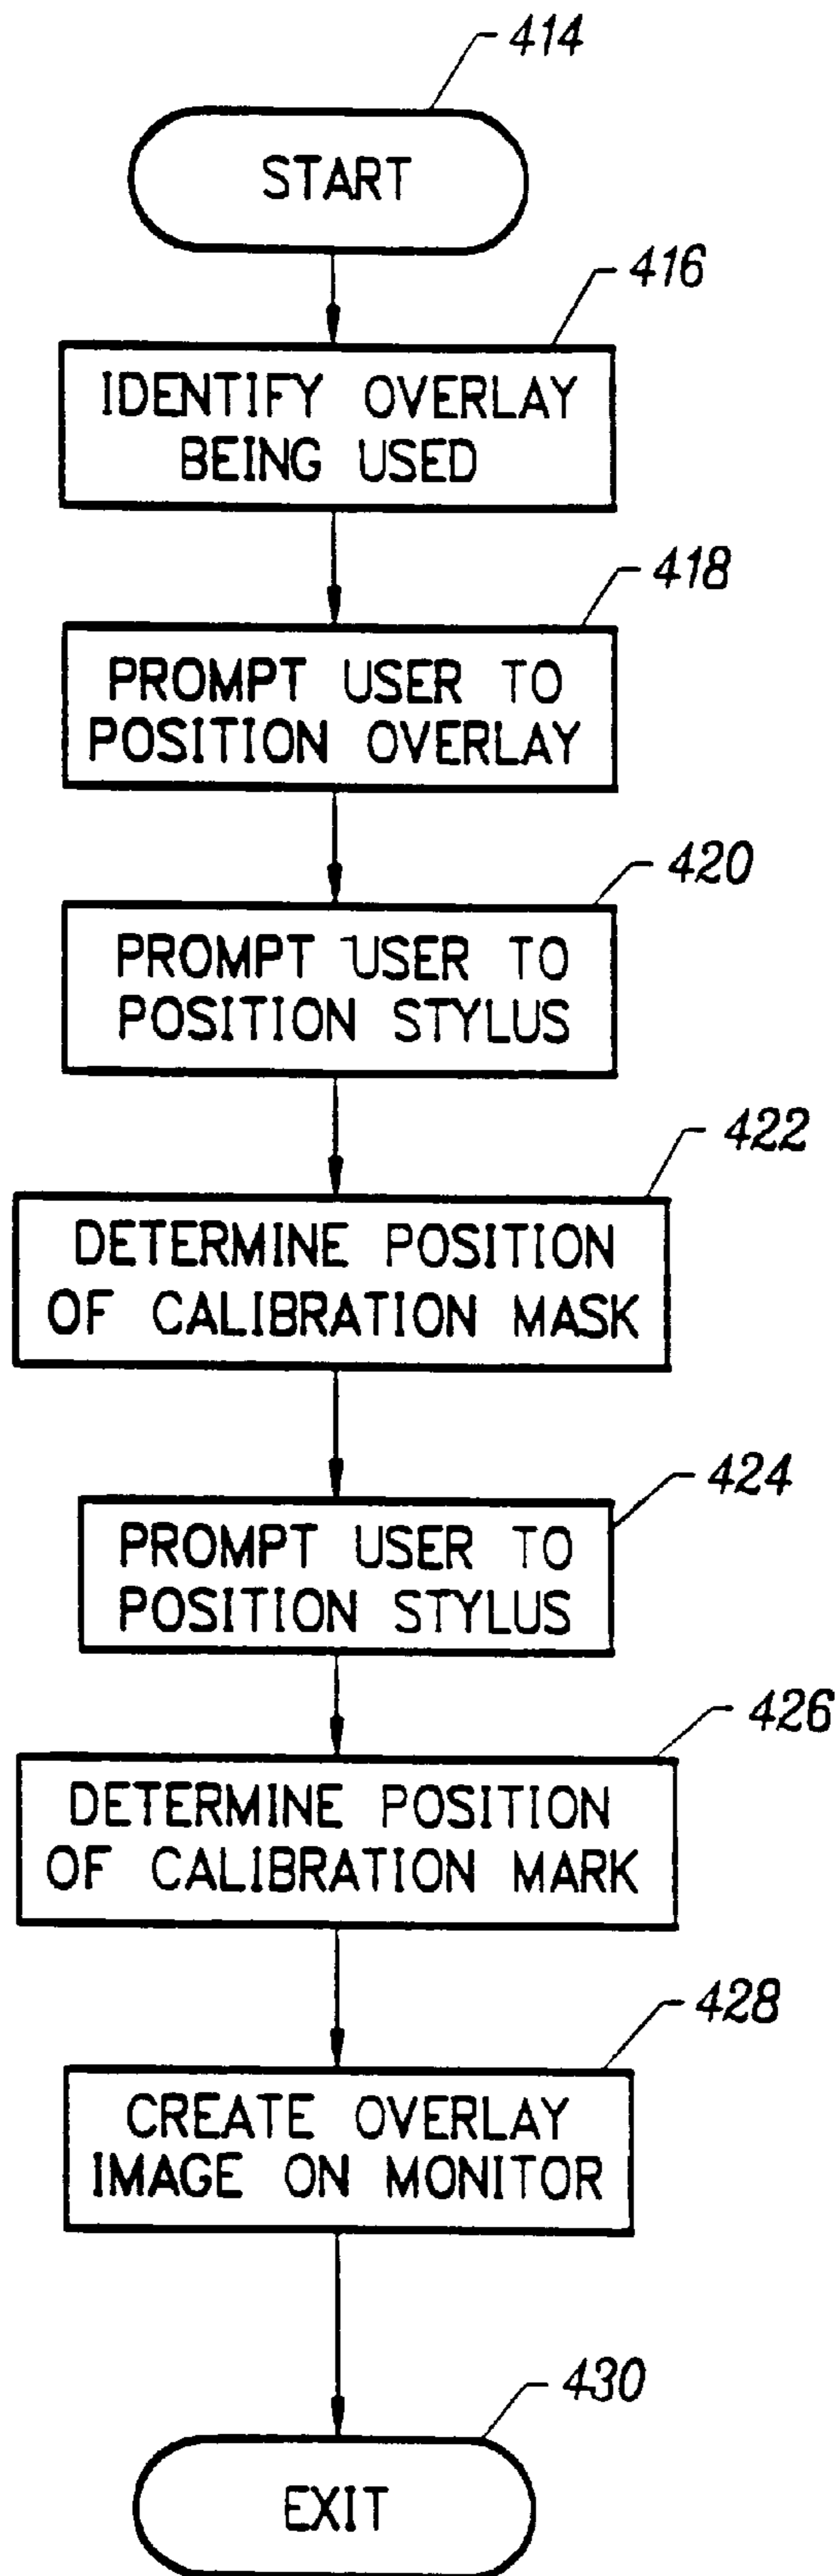 414
START
416
IDENTIFY OVERLAY
BEING USED
418
PROMPT USER TO
POSITION OVERLAY
420
PROMPT USER TO
POSITION STYLUS
422
DETERMINE POSITION
OF CALIBRATION MASK
424
PROMPT USER TO
POSITION STYLUS
426
DETERMINE POSITION
OF CALIBRATION MARK
428
CREATE OVERLAY
IMAGE ON MONITOR
430
EXIT